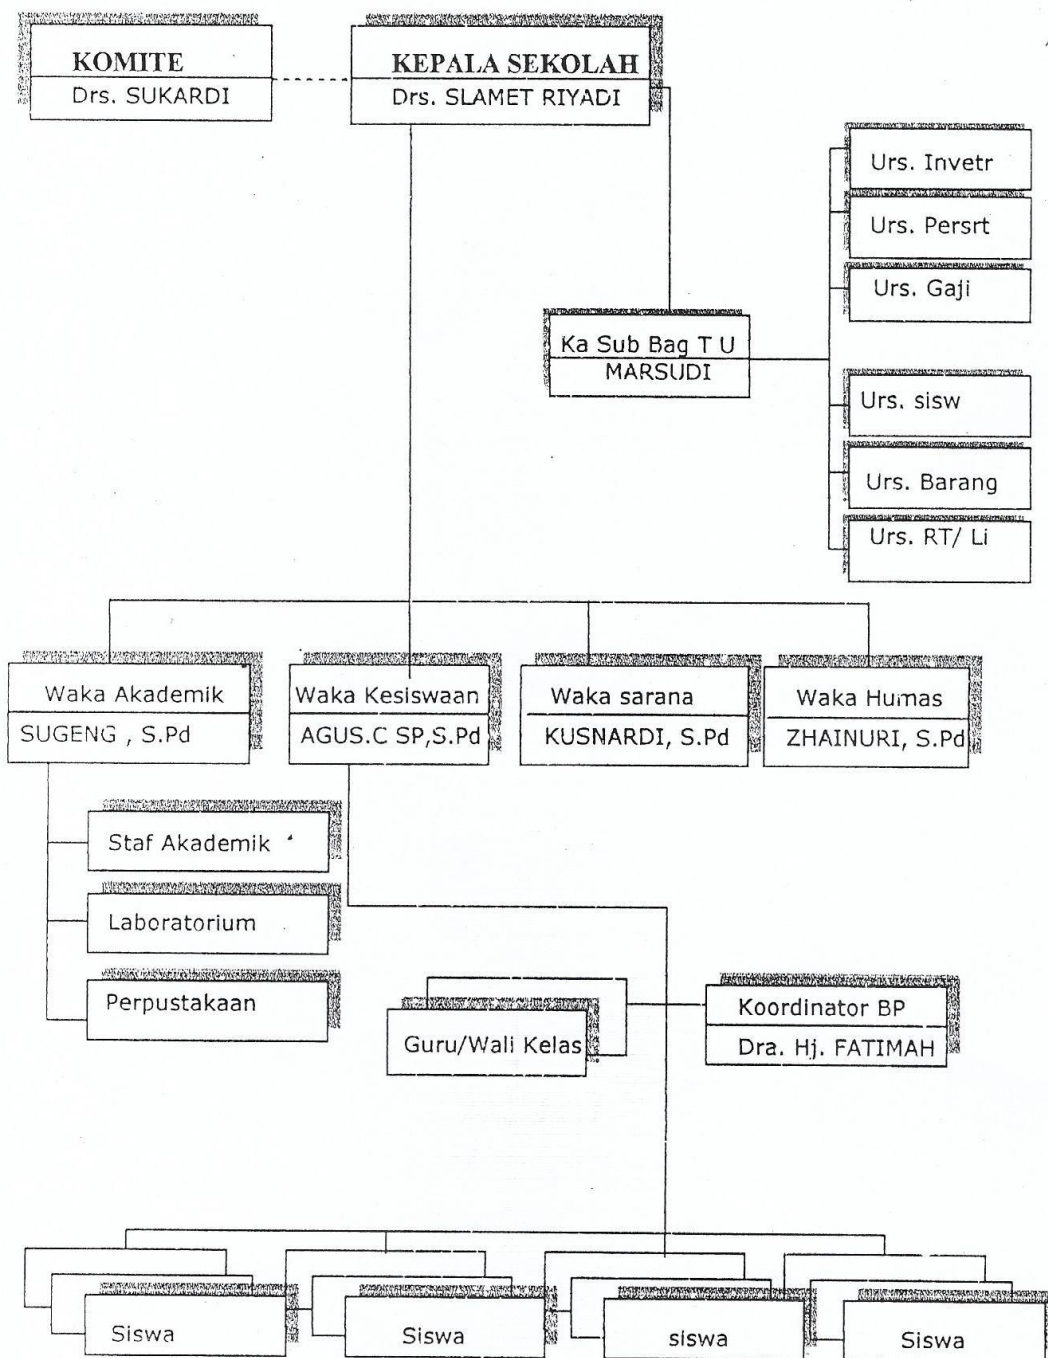 KOMITE
Drs. SUKARDI
KEPALA SEKOLAH
Drs. SLAMET RIYADI
Urs. Invetr
Urs. Persrt
Urs. Gaji
Ka Sub Bag T U
MARSUDI
Urs. sisw
Urs. Barang
Urs. RT/ Li
Waka Akademik
SUGENG , S.Pd
Waka Kesiswaan
AGUS.C SP,S.Pd
Waka sarana
KUSNARDI, S.Pd
Waka Humas
ZHAINURI, S.Pd
Staf Akademik
Laboratorium
Perpustakaan
Guru/Wali Kelas
Koordinator BP
Dra. Hj. FATIMAH
Siswa
Siswa
siswa
Siswa